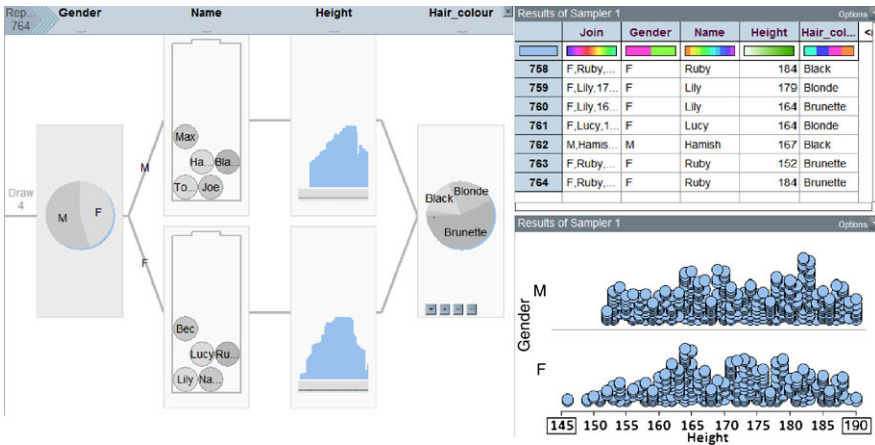 Rep... Gender Name Height Hair_colour
764
Draw
4
M F
M
F
Max
Ha... Bla...
To... Joe
Bec
Lucy Ru...
Lily Na...
Black Blonde
Brunette
Results of Sampler 1 Options
Join Gender Name Height Hair_col...
758 F,Ruby,... F Ruby 184 Black
759 F,Lily,17... F Lily 179 Blonde
760 F,Lily,16... F Lily 164 Brunette
761 F,Lucy,1... F Lucy 164 Blonde
762 M,Hamis... M Hamish 167 Black
763 F,Ruby,... F Ruby 152 Brunette
764 F,Ruby,... F Ruby 184 Brunette
Results of Sampler 1 Options
Gender
M
F
145 150 155 160 165 170 175 180 185 190
Height